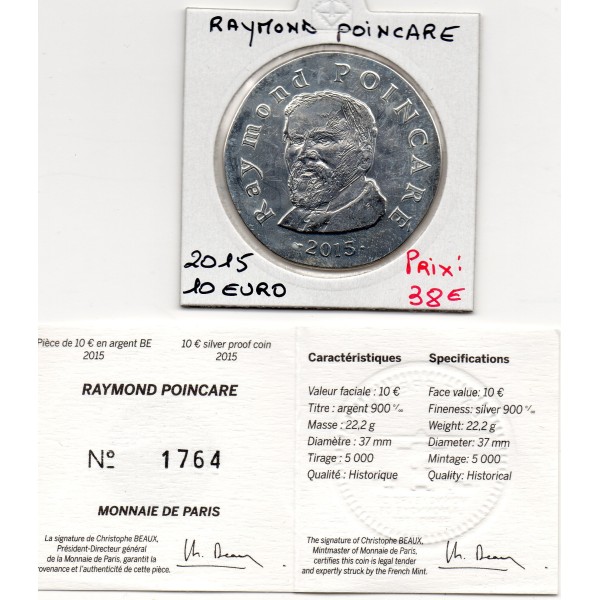 RAYMOND POINCARE
Raymond POINCARÉ
-2015-
2015
10 EURO
PRIX:
38€
Pièce de 10 € en argent BE
2015
10 € silver proof coin
2015
RAYMOND POINCARE
N° 1764
MONNAIE DE PARIS
La signature de Christophe BEAUX,
Président-Directeur général
de la Monnaie de Paris, garantit la
provenance et l'authenticité de cette pièce.
Ch. Beaux
Caractéristiques
Valeur faciale : 10 €
Titre : argent 900 °/°°
Masse : 22,2 g
Diamètre : 37 mm
Tirage : 5 000
Qualité : Historique
Specifications
Face value: 10 €
Fineness: silver 900 °/°°
Weight: 22,2 g
Diameter: 37 mm
Mintage: 5 000
Quality: Historical
The signature of Christophe BEAUX,
Mintmaster of Monnaie de Paris,
certifies this coin is legal tender
and expertly struck by the French Mint.
Ch. Beaux